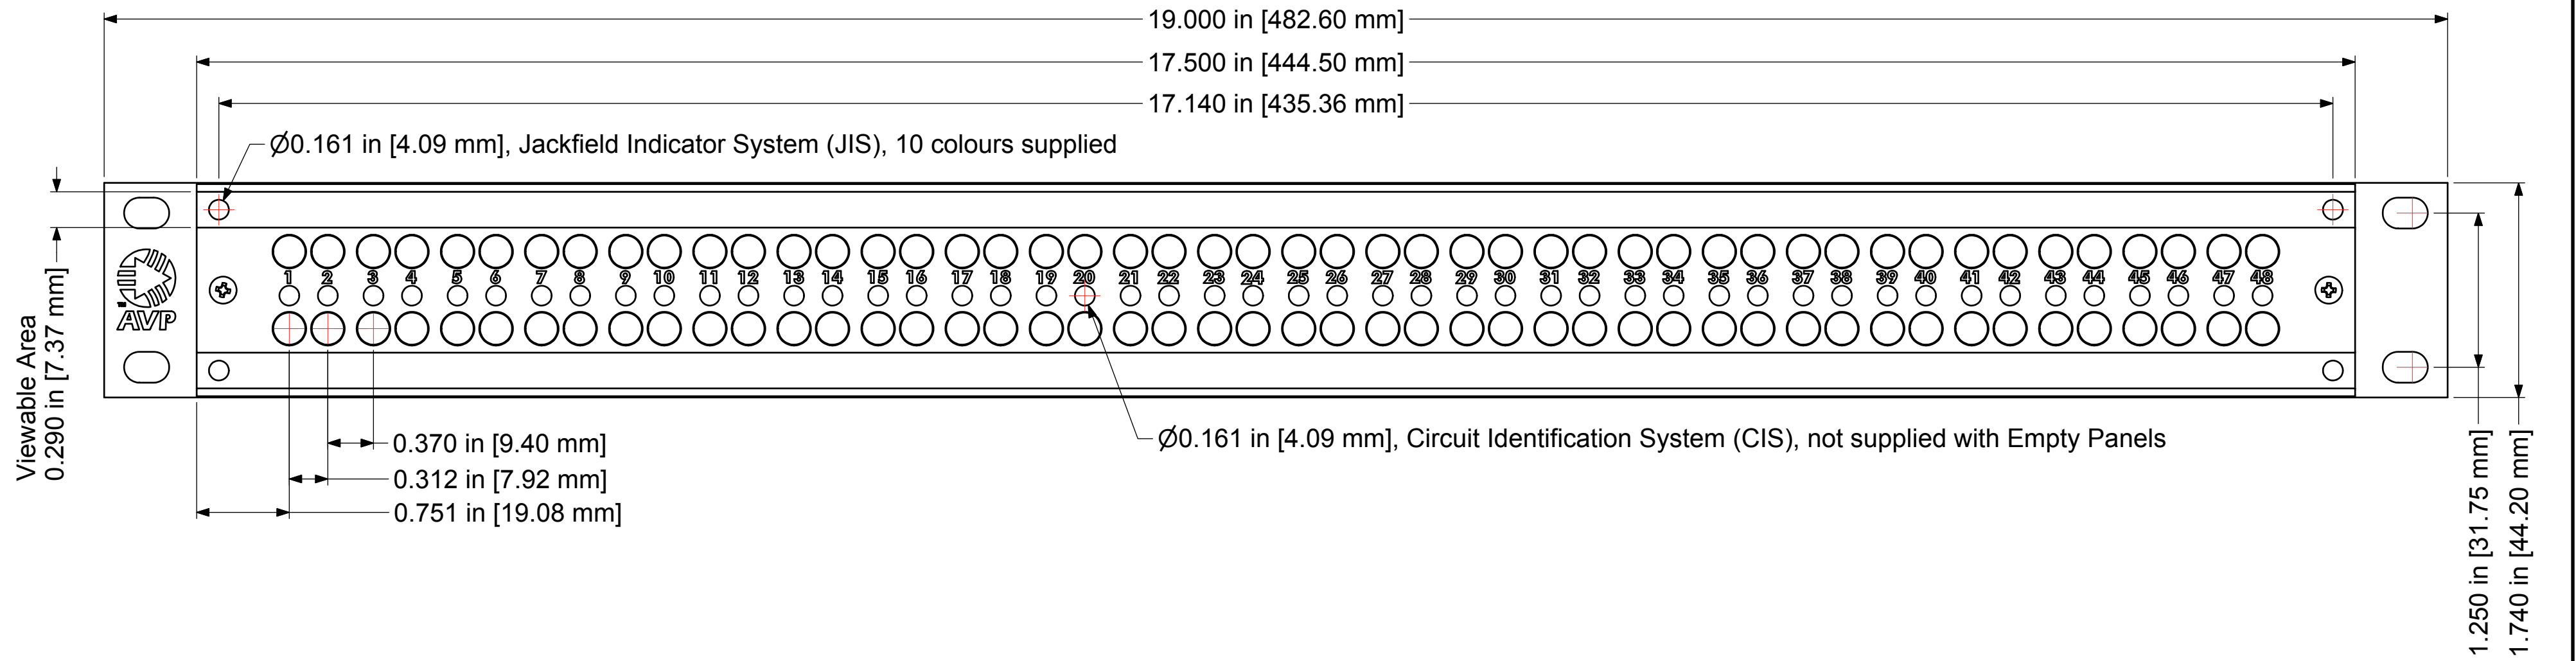 19.000 in [482.60 mm]
17.500 in [444.50 mm]
17.140 in [435.36 mm]
Ø0.161 in [4.09 mm], Jackfield Indicator System (JIS), 10 colours supplied
Viewable Area
0.290 in [7.37 mm]
1 2 3 4 5 6 7 8 9 10 11 12 13 14 15 16 17 18 19 20 21 22 23 24 25 26 27 28 29 30 31 32 33 34 35 36 37 38 39 40 41 42 43 44 45 46 47 48
™
AVP
0.370 in [9.40 mm]
Ø0.161 in [4.09 mm], Circuit Identification System (CIS), not supplied with Empty Panels
0.312 in [7.92 mm]
0.751 in [19.08 mm]
1.250 in [31.75 mm]
1.740 in [44.20 mm]